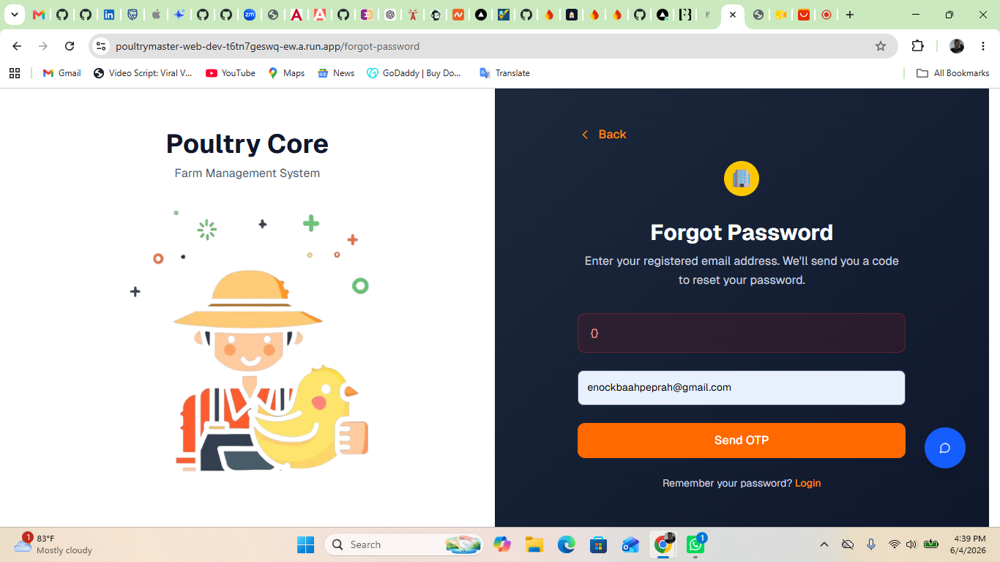 poultrymaster-web-dev-t6tn7geswq-ew.a.run.app/forgot-password
Gmail
Video Script: Viral V...
YouTube
Maps
News
GoDaddy | Buy Do...
Translate
All Bookmarks
Poultry Core
Farm Management System
Back
Forgot Password
Enter your registered email address. We'll send you a code
to reset your password.
{}
enockbaahpeprah@gmail.com
Send OTP
Remember your password? Login
1
83°F
Mostly cloudy
Search
1
4:39 PM
6/4/2026